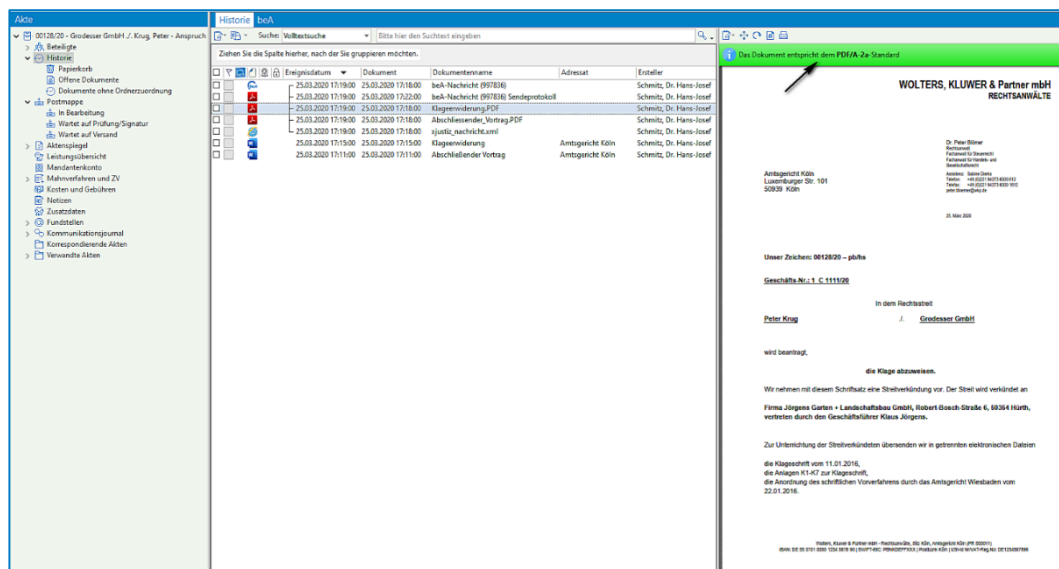 Akte
00128/20 - Grodesser GmbH ./. Krug, Peter - Anspruch
Beteiligte
Historie
Papierkorb
Offene Dokumente
Dokumente ohne Ordnerzuordnung
Postmappe
In Bearbeitung
Wartet auf Prüfung/Signatur
Wartet auf Versand
Aktenspiegel
Leistungsübersicht
Mandantenkonto
Mahnverfahren und ZV
Kosten und Gebühren
Notizen
Zusatzdaten
Fundstellen
Kommunikationsjournal
Korrespondierende Akten
Verwandte Akten
Historie beA
Suche: Volltextsuche Bitte hier den Suchtext eingeben
Ziehen Sie die Spalte hierher, nach der Sie gruppieren möchten.
Ereignisdatum Dokument Dokumentenname Adressat Ersteller
25.03.2020 17:19:00 25.03.2020 17:18:00 beA-Nachricht (997836) Schmitz, Dr. Hans-Josef
25.03.2020 17:19:00 25.03.2020 17:22:00 beA-Nachricht (997836) Sendeprotokoll Schmitz, Dr. Hans-Josef
25.03.2020 17:19:00 25.03.2020 17:18:00 Klageerwiderung.PDF Schmitz, Dr. Hans-Josef
25.03.2020 17:19:00 25.03.2020 17:18:00 Abschliessender_Vortrag.PDF Schmitz, Dr. Hans-Josef
25.03.2020 17:19:00 25.03.2020 17:18:00 xjustiz_nachricht.xml Schmitz, Dr. Hans-Josef
25.03.2020 17:15:00 25.03.2020 17:15:00 Klageerwiderung Amtsgericht Köln Schmitz, Dr. Hans-Josef
25.03.2020 17:11:00 25.03.2020 17:11:00 Abschließender Vortrag Amtsgericht Köln Schmitz, Dr. Hans-Josef
Das Dokument entspricht dem PDF/A-2a-Standard
WOLTERS, KLUWER & Partner mbH
RECHTSANWÄLTE
Dr. Peter Blömer
Rechtsanwalt
Fachanwalt für Steuerrecht
Fachanwalt für Handels- und
Gesellschaftsrecht
Amtsgericht Köln
Luxemburger Str. 101
50939 Köln
25. März 2020
Unser Zeichen: 00128/20 – pb/hs
Geschäfts-Nr.: 1 C 1111/20
In dem Rechtsstreit
Peter Krug ./. Grodesser GmbH
wird beantragt,
die Klage abzuweisen.
Wir nehmen mit diesem Schriftsatz eine Streitverkündung vor. Der Streit wird verkündet an
Firma Jörgens Garten + Landschaftsbau GmbH, Robert-Bosch-Straße 6, 50354 Hürth,
vertreten durch den Geschäftsführer Klaus Jörgens.
Zur Unterrichtung der Streitverkündeten übersenden wir in getrennten elektronischen Dateien
die Klageschrift vom 11.01.2016,
die Anlagen K1-K7 zur Klageschrift,
die Anordnung des schriftlichen Vorverfahrens durch das Amtsgericht Wiesbaden vom
22.01.2016.